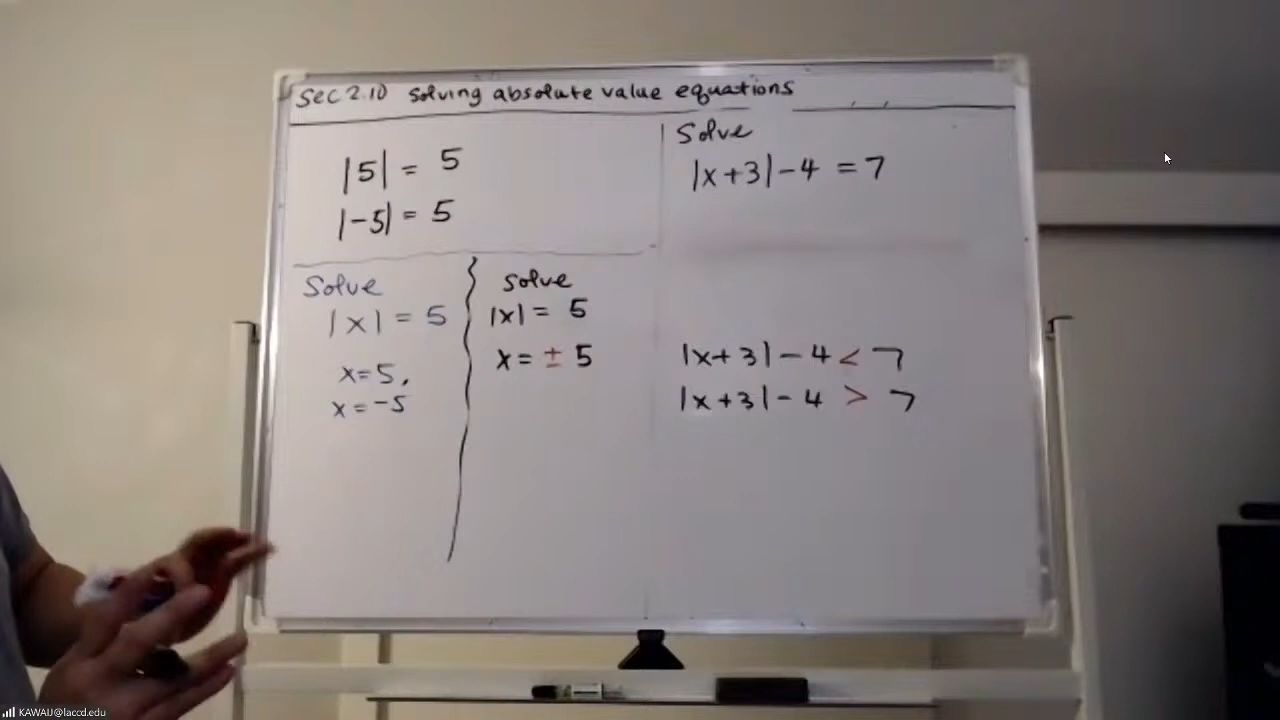 Sec 2.10 Solving absolute value equations
|5| = 5
|-5| = 5
Solve
|x+3|-4 = 7
Solve
|x| = 5
x=5,
x=-5
Solve
|x| = 5
x= ± 5
|x+3|-4 < 7
|x+3|-4 > 7
KAWAIJ@laccd.edu